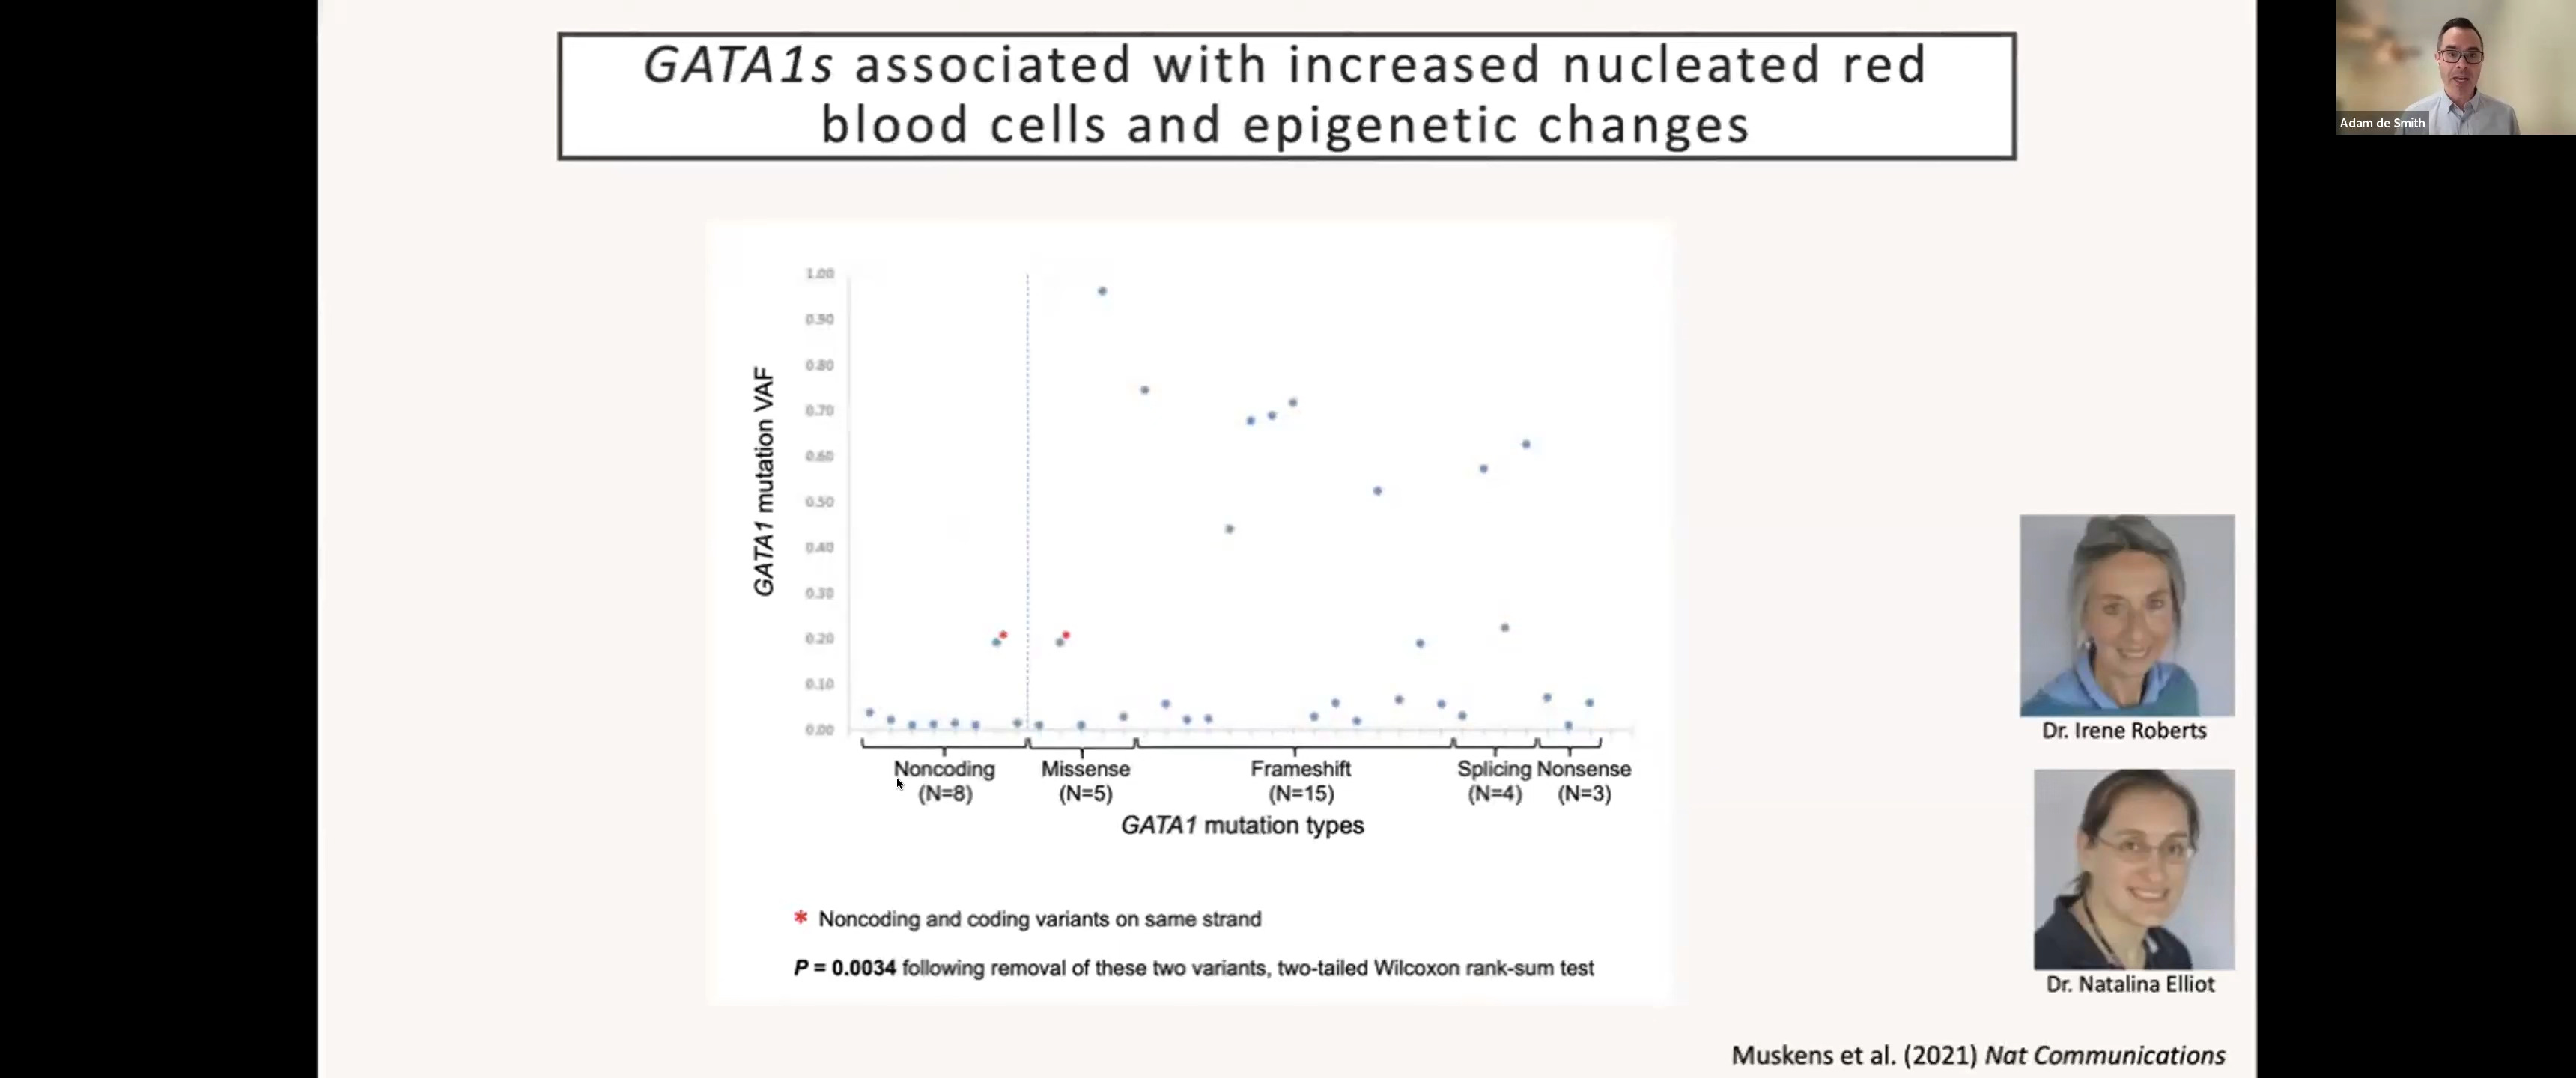 GATA1s associated with increased nucleated red
blood cells and epigenetic changes
Adam de Smith
1.00
0.90
0.80
0.70
0.60
0.50
0.40
0.30
0.20
0.10
0.00
GATA1 mutation VAF
Noncoding
(N=8)
Missense
(N=5)
Frameshift
(N=15)
Splicing
(N=4)
Nonsense
(N=3)
GATA1 mutation types
* Noncoding and coding variants on same strand
P = 0.0034 following removal of these two variants, two-tailed Wilcoxon rank-sum test
Dr. Irene Roberts
Dr. Natalina Elliot
Muskens et al. (2021) Nat Communications